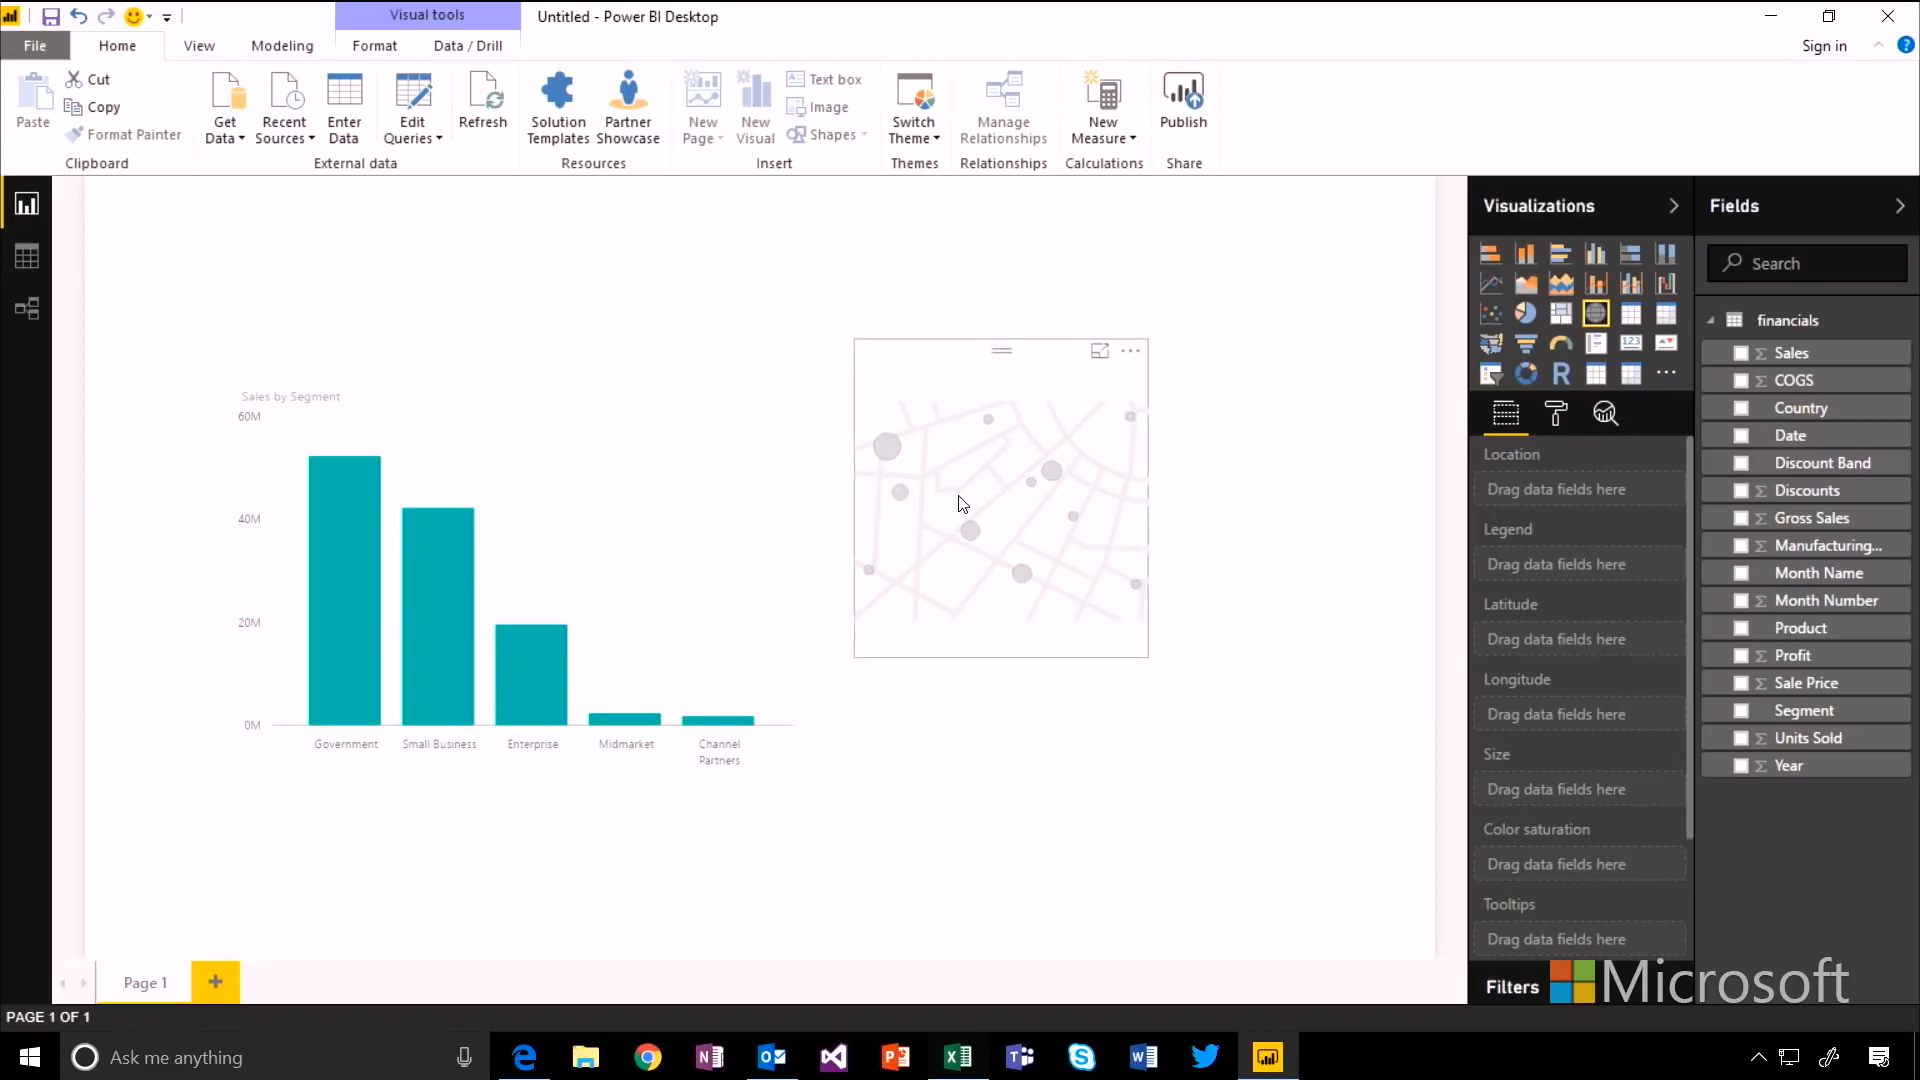 Visual tools
Untitled - Power BI Desktop
File
Home
View
Modeling
Format
Data / Drill
Sign in
?
Paste
Cut
Copy
Format Painter
Clipboard
Get Data
Recent Sources
Enter Data
Edit Queries
Refresh
External data
Solution Templates
Partner Showcase
Resources
New Page
New Visual
Text box
Image
Shapes
Insert
Switch Theme
Themes
Manage Relationships
Relationships
New Measure
Calculations
Publish
Share
Sales by Segment
60M
40M
20M
0M
Government
Small Business
Enterprise
Midmarket
Channel
Partners
Visualizations
123
R
Location
Drag data fields here
Legend
Drag data fields here
Latitude
Drag data fields here
Longitude
Drag data fields here
Size
Drag data fields here
Color saturation
Drag data fields here
Tooltips
Drag data fields here
Filters
Microsoft
Fields
Search
financials
Sales
COGS
Country
Date
Discount Band
Discounts
Gross Sales
Manufacturing...
Month Name
Month Number
Product
Profit
Sale Price
Segment
Units Sold
Year
Page 1
PAGE 1 OF 1
Ask me anything